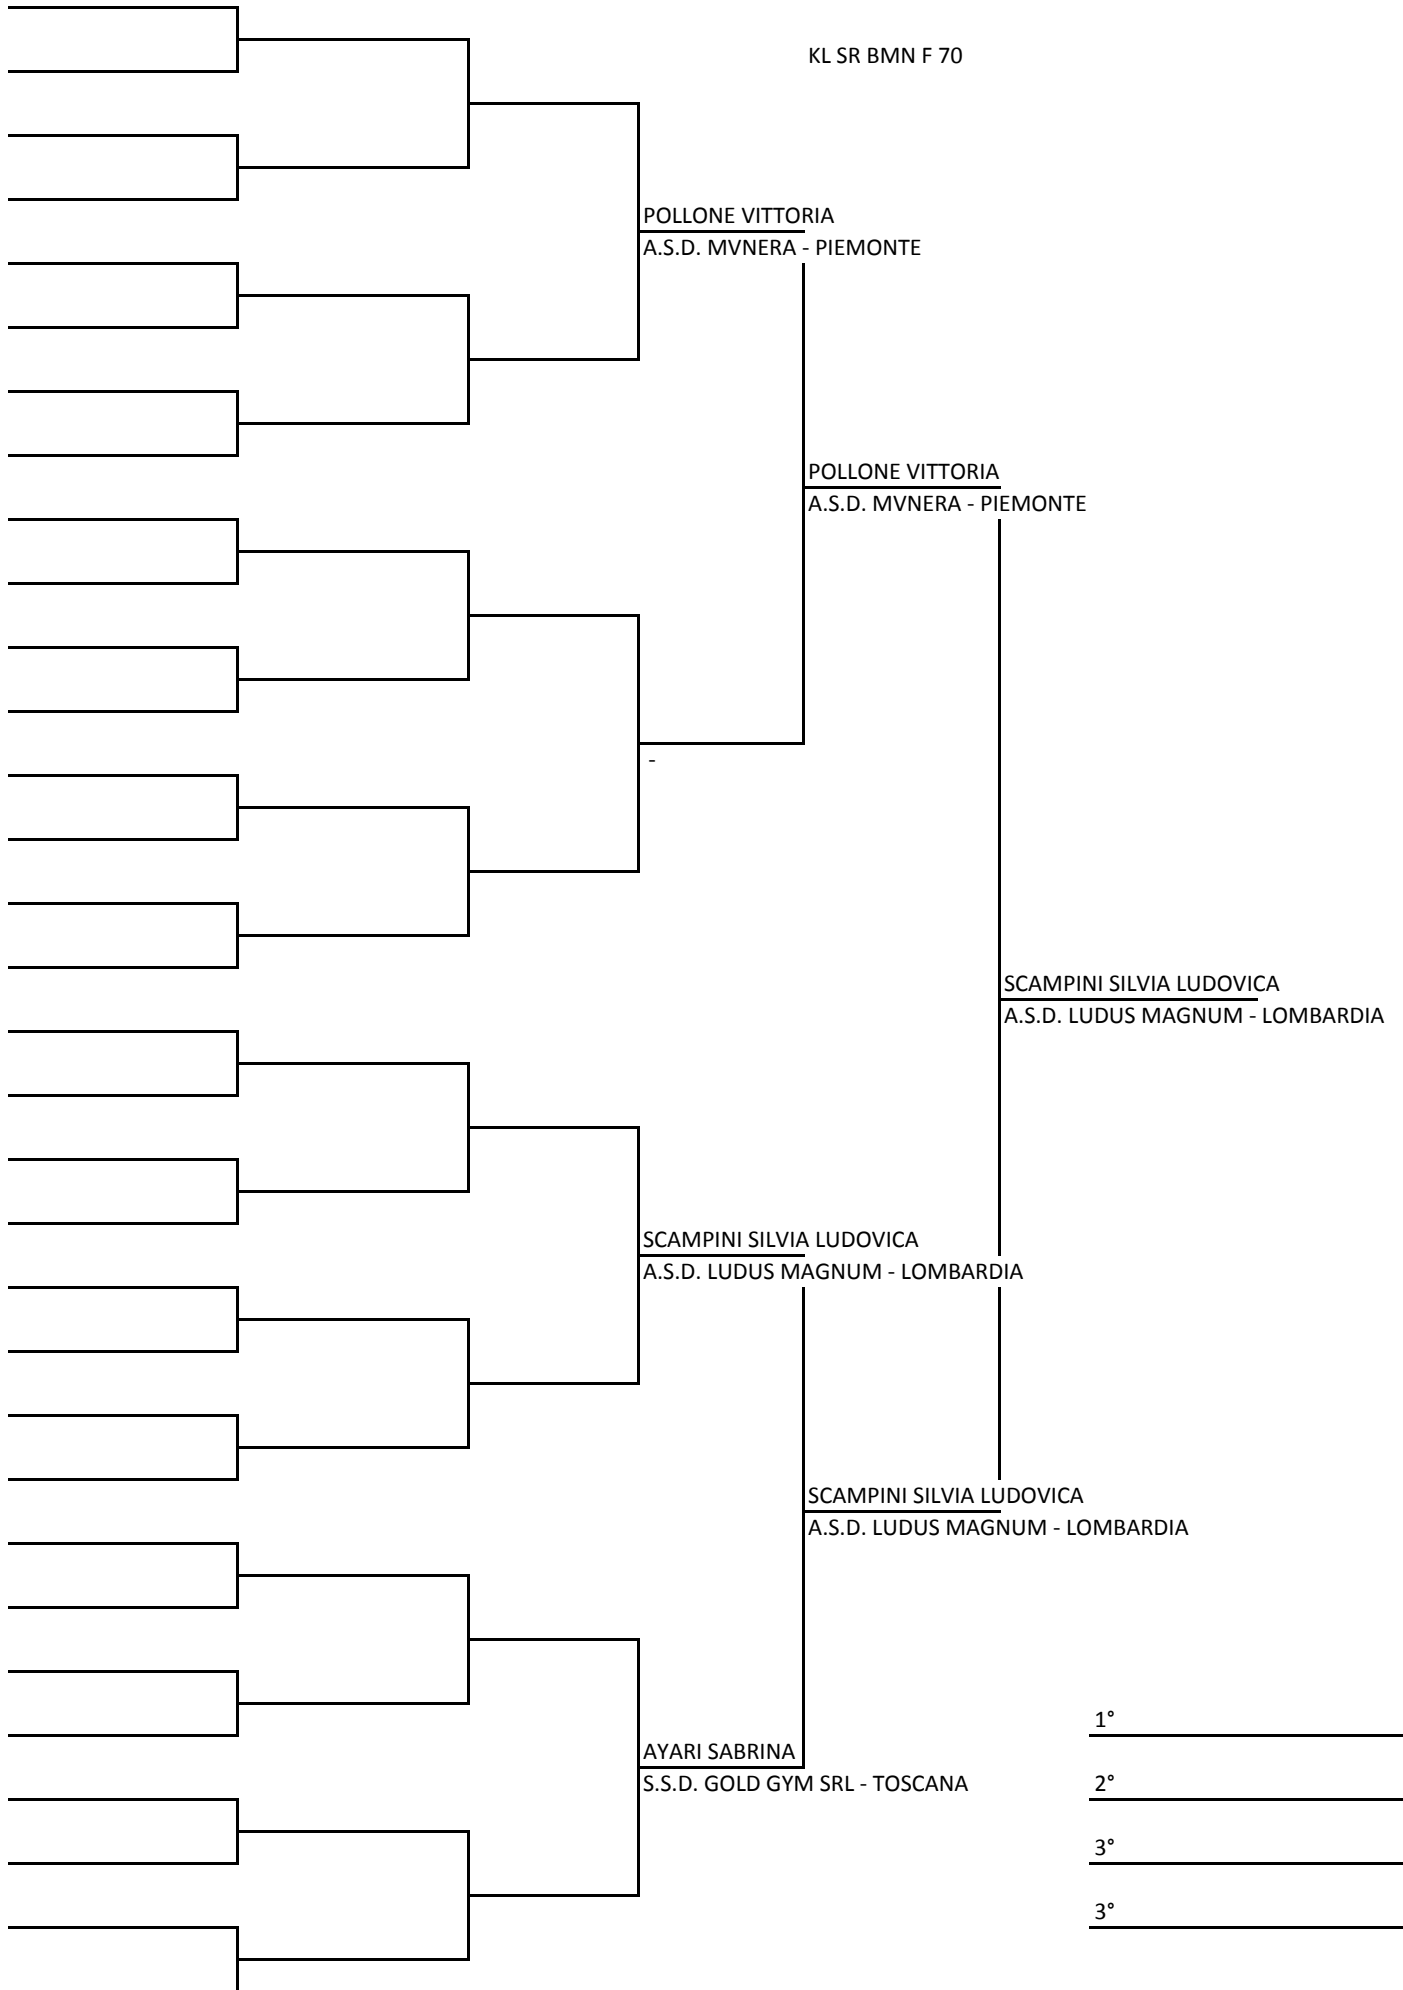 KL SR BMN F 70
POLLONE VITTORIA
A.S.D. MVNERA - PIEMONTE
POLLONE VITTORIA
A.S.D. MVNERA - PIEMONTE
-
SCAMPINI SILVIA LUDOVICA
A.S.D. LUDUS MAGNUM - LOMBARDIA
SCAMPINI SILVIA LUDOVICA
A.S.D. LUDUS MAGNUM - LOMBARDIA
SCAMPINI SILVIA LUDOVICA
A.S.D. LUDUS MAGNUM - LOMBARDIA
1°
AYARI SABRINA
S.S.D. GOLD GYM SRL - TOSCANA
2°
3°
3°